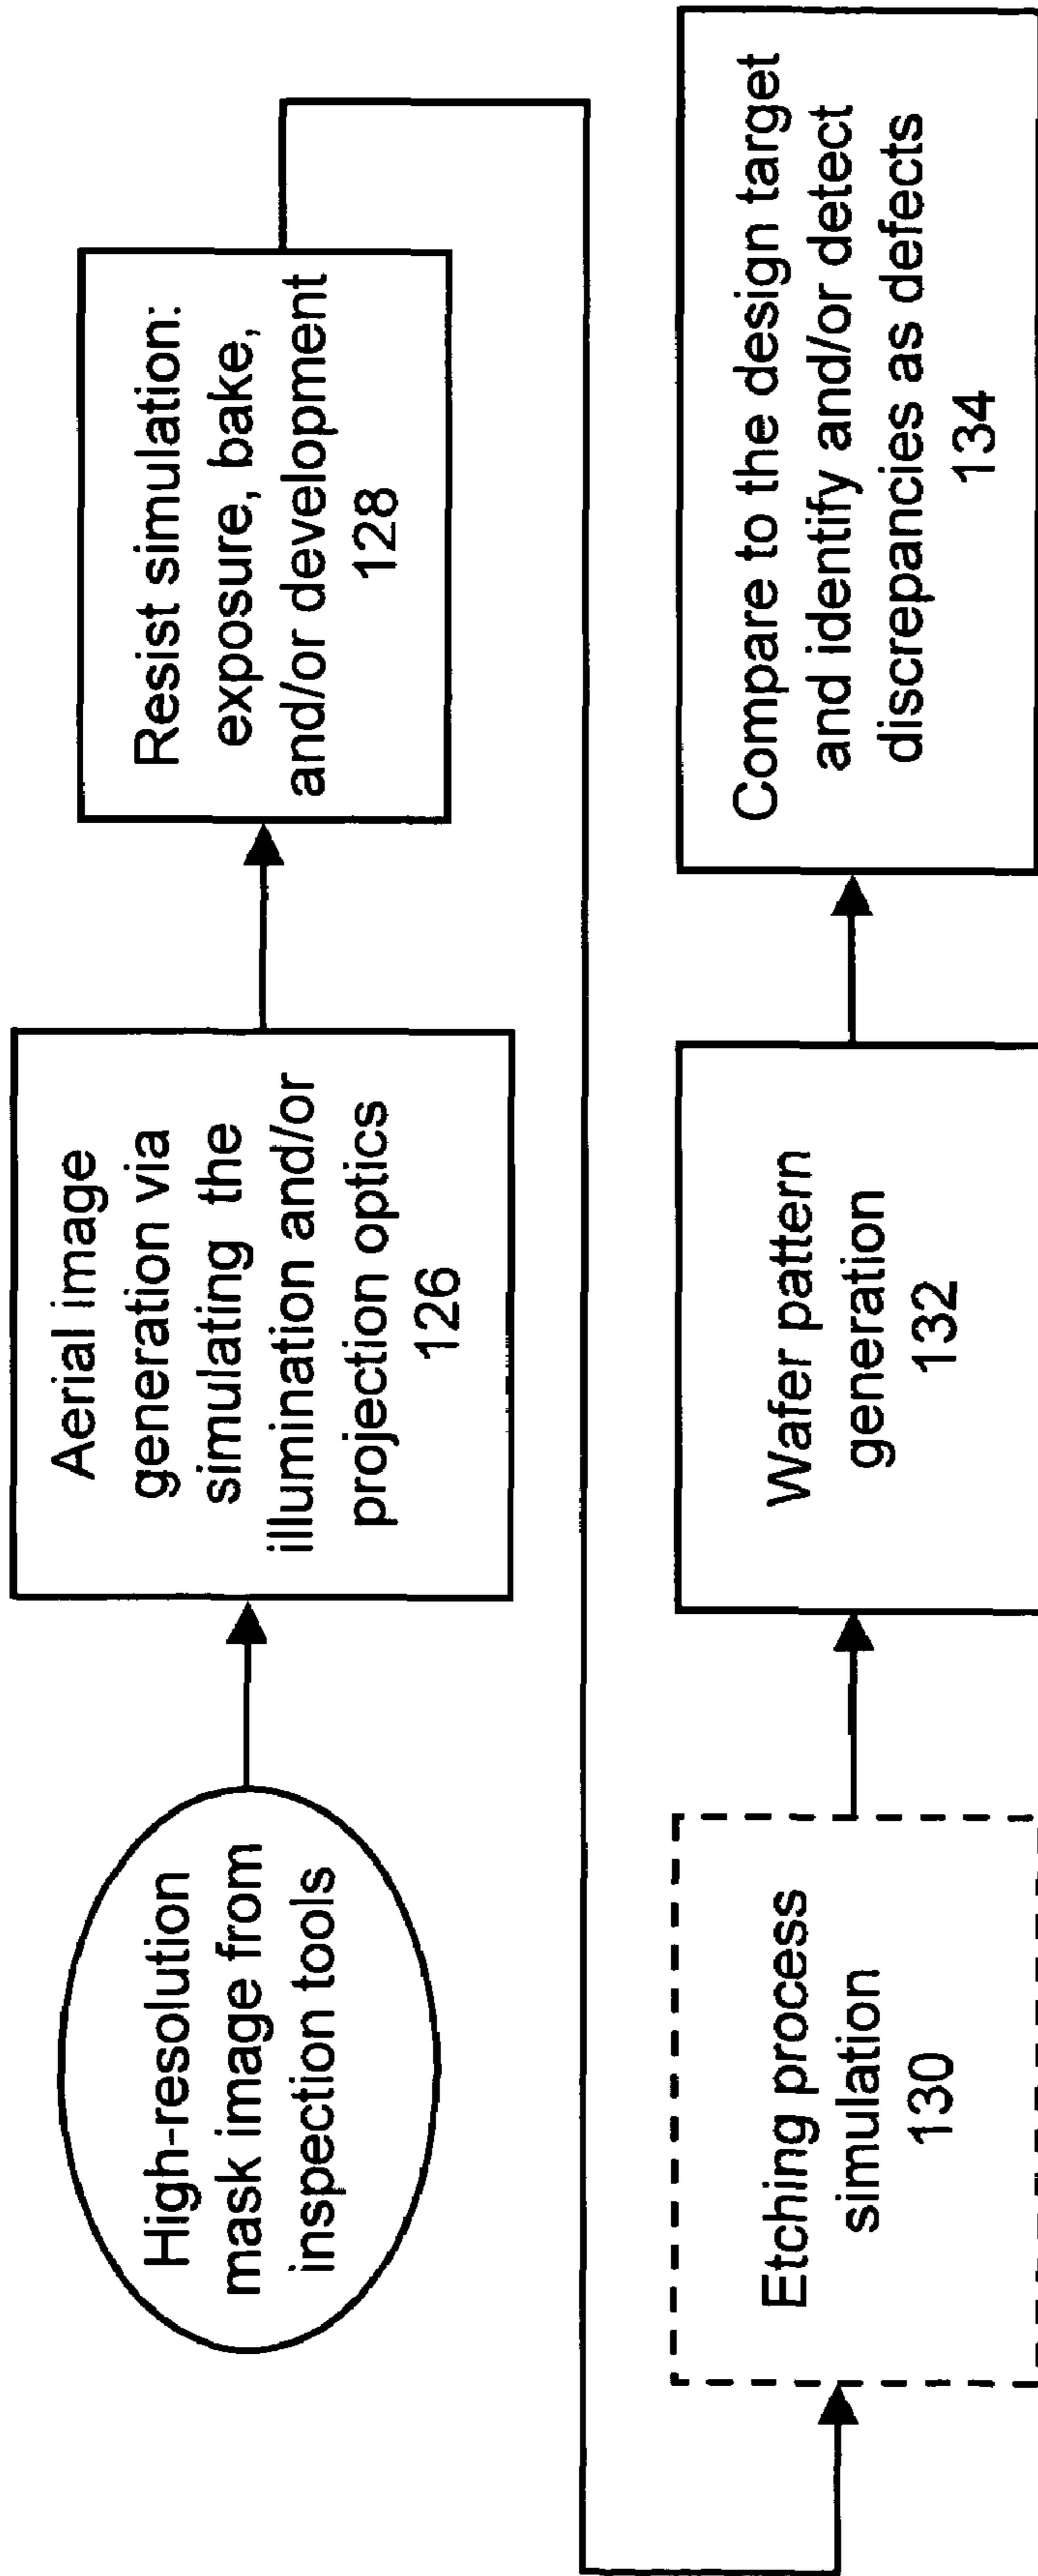 High-resolution
mask image from
inspection tools
Aerial image
generation via
simulating the
illumination and/or
projection optics
126
Resist simulation:
exposure, bake,
and/or development
128
Etching process
simulation
130
Wafer pattern
generation
132
Compare to the design target
and identify and/or detect
discrepancies as defects
134